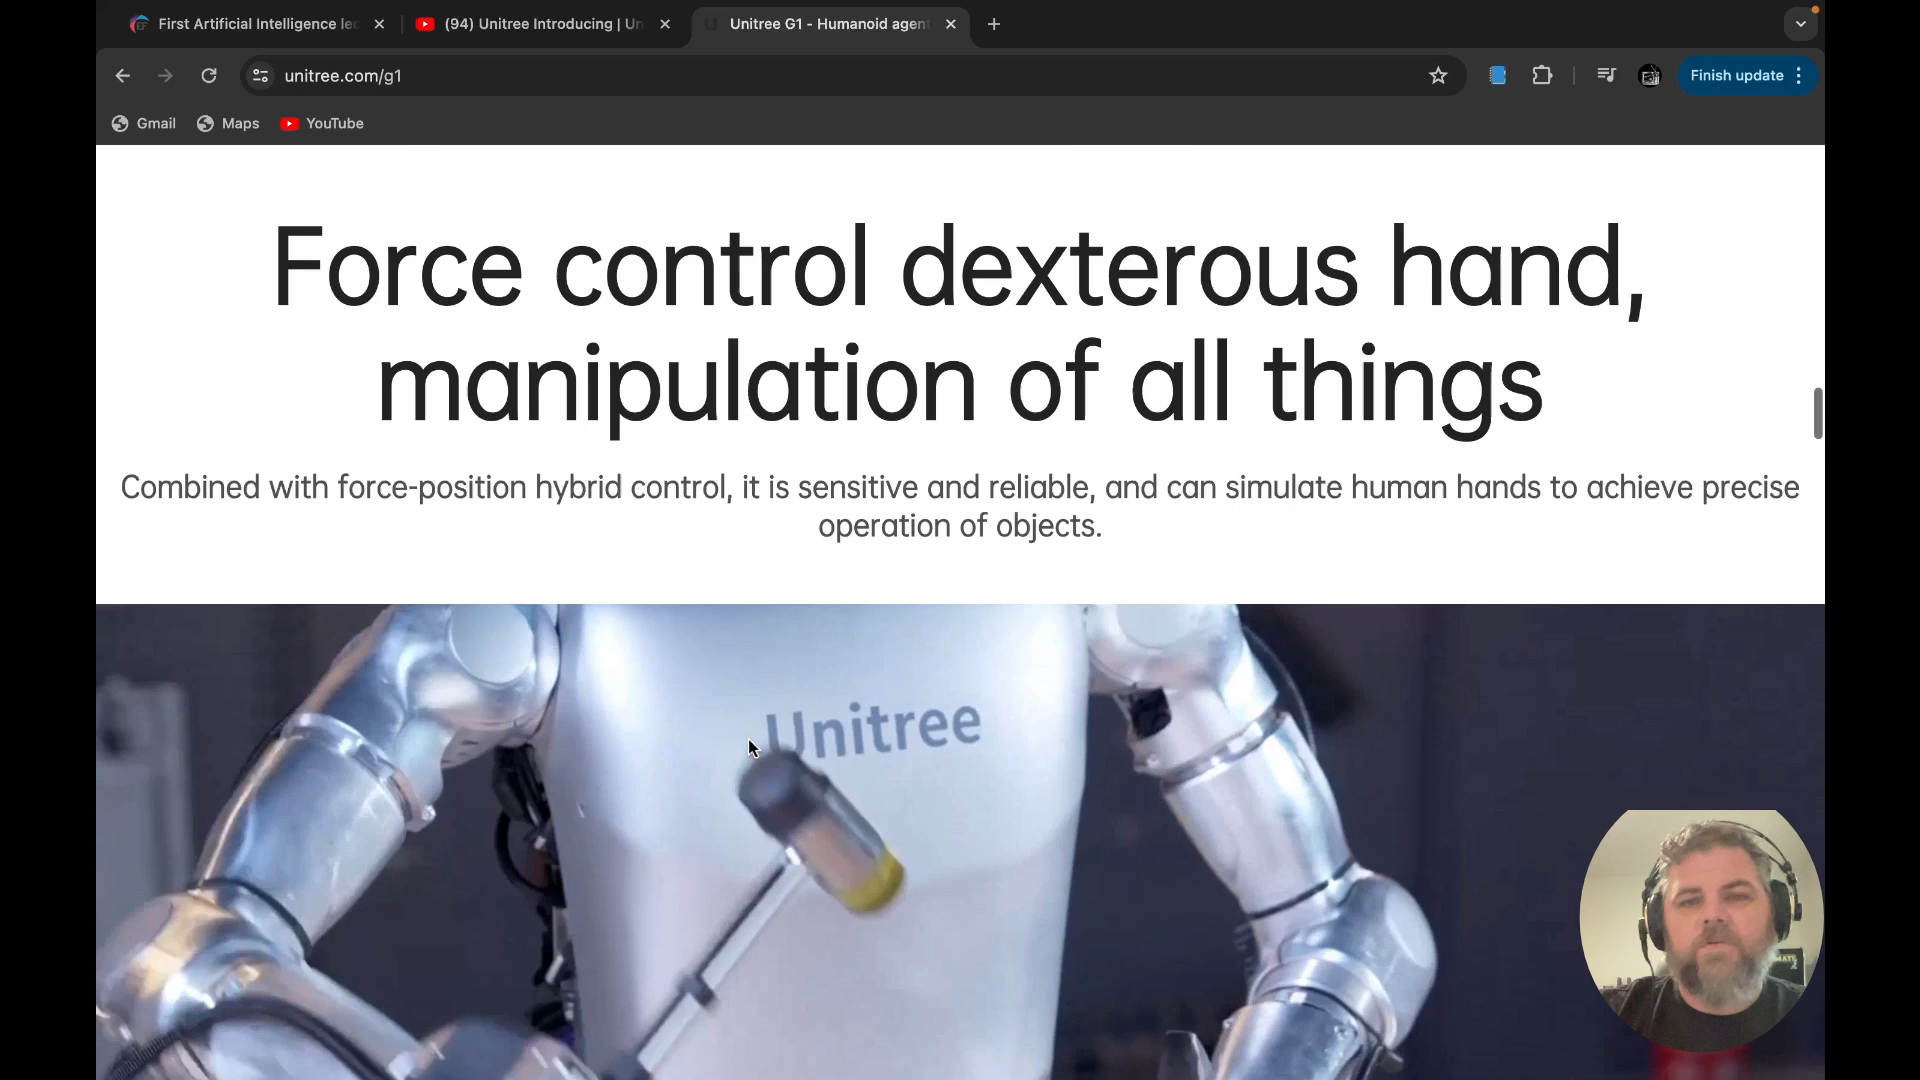 First Artificial Intelligence le
(94) Unitree Introducing | Un
Unitree G1 - Humanoid agent
unitree.com/g1
Finish update
Gmail
Maps
YouTube
Force control dexterous hand,
manipulation of all things
Combined with force-position hybrid control, it is sensitive and reliable, and can simulate human hands to achieve precise
operation of objects.
Unitree